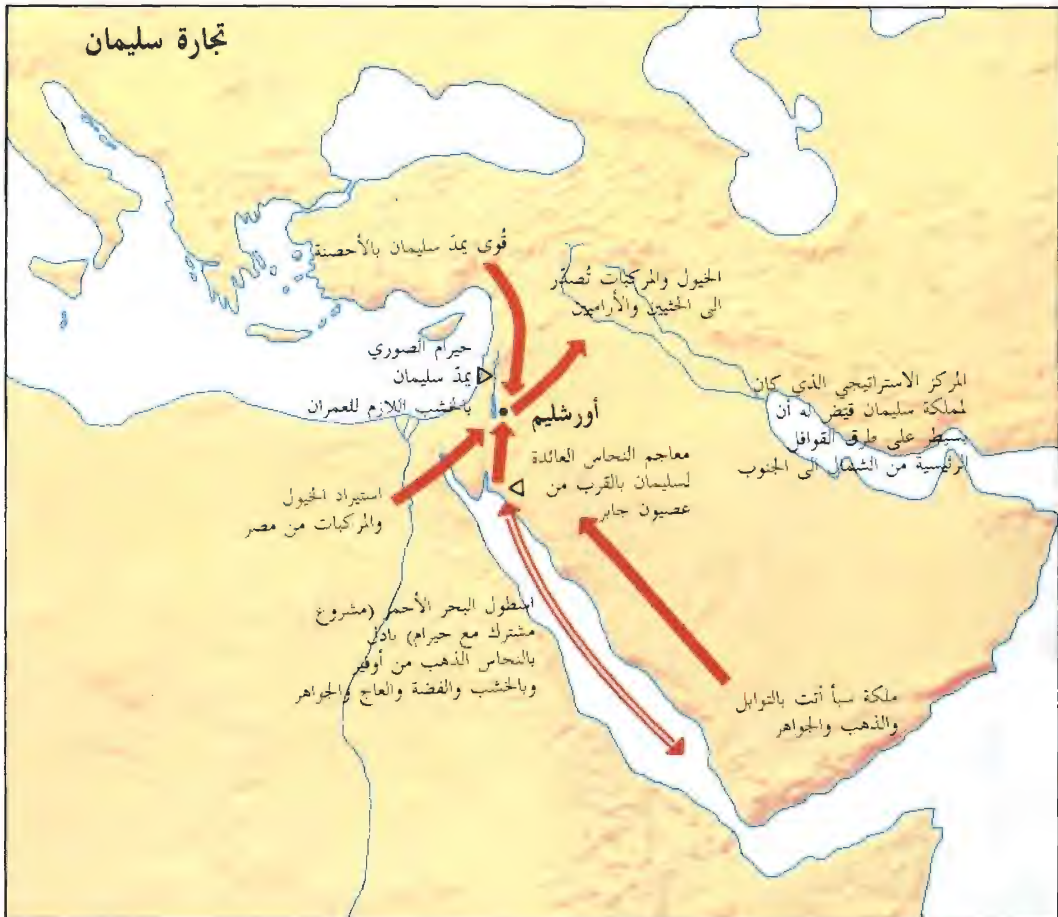 تجارة سليمان
قُوى يمدّ سليمان بالأحصنة
الخيول والمركبات تُصدّر
الى الحثيين والأراميين
حيرام الصوري
يمدّ سليمان
بالخشب اللازم للعمران
المركز الاستراتيجي الذي كان
لمملكة سليمان قيّض له أن
يسيطر على طرق القوافل
الرئيسية من الشمال الى الجنوب
أورشليم
معاجم النحاس العائدة
لسليمان بالقرب من
عصيون جابر
استيراد الخيول
والمركبات من مصر
اسطول البحر الأحمر (مشروع
مشترك مع حيرام) بادل
بالنحاس الذهب من أوفير
وبالخشب والفضة والعاج والجواهر
ملكة سبأ أتت بالتوابل
والذهب والجواهر